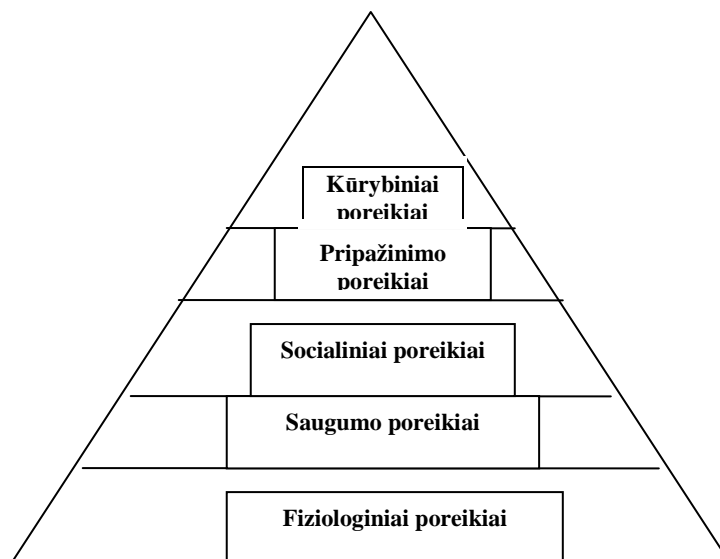 Kūrybiniai
poreikiai
Pripažinimo
poreikiai
Socialiniai poreikiai
Saugumo poreikiai
Fiziologiniai poreikiai